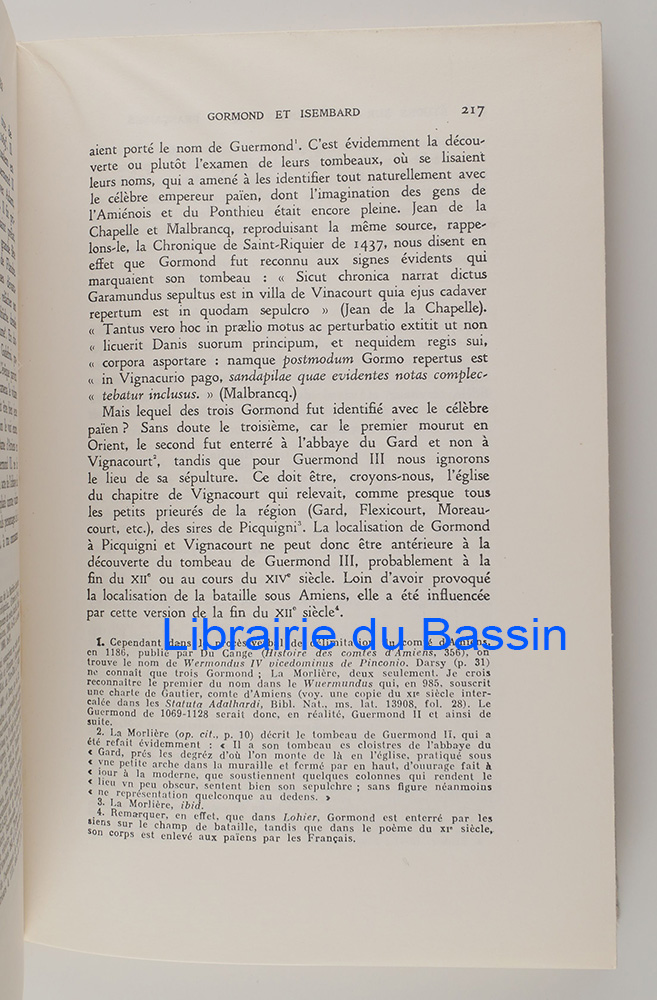 GORMOND ET ISEMBARD 217
aient porté le nom de Guermond¹. C'est évidemment la décou-
verte ou plutôt l'examen de leurs tombeaux, où se lisaient
leurs noms, qui a amené à les identifier tout naturellement avec
le célèbre empereur païen, dont l'imagination des gens de
l'Amiénois et du Ponthieu était encore pleine. Jean de la
Chapelle et Malbrancq, reproduisant la même source, rappe-
lons-le, la Chronique de Saint-Riquier de 1437, nous disent en
effet que Gormond fut reconnu aux signes évidents qui
marquaient son tombeau : « Sicut chronica narrat dictus
Garamundus sepultus est in villa de Vinacourt quia ejus cadaver
repertum est in quodam sepulcro » (Jean de la Chapelle).
« Tantus vero hoc in prœlio motus ac perturbatio extitit ut non
« licuerit Danis suorum principum, et nequidem regis sui,
« corpora asportare : namque postmodum Gormo repertus est
« in Vignacurio pago, sandapilae quae evidentes notas complec-
« tebatur inclusus. » (Malbrancq.)
Mais lequel des trois Gormond fut identifié avec le célèbre
païen ? Sans doute le troisième, car le premier mourut en
Orient, le second fut enterré à l'abbaye du Gard et non à
Vignacourt², tandis que pour Guermond III nous ignorons
le lieu de sa sépulture. Ce doit être, croyons-nous, l'église
du chapitre de Vignacourt qui relevait, comme presque tous
les petits prieurés de la région (Gard, Flexicourt, Moreau-
court, etc.), des sires de Picquigni³. La localisation de Gormond
à Picquigni et Vignacourt ne peut donc être antérieure à la
découverte du tombeau de Guermond III, probablement à la
fin du XIIᵉ ou au cours du XIVᵉ siècle. Loin d'avoir provoqué
la localisation de la bataille sous Amiens, elle a été influencée
par cette version de la fin du XIIᵉ siècle⁴.
Librairie du Bassin
1. Cependant dans le procès-verbal de délimitation du comté d'Amiens,
en 1186, publié par Du Cange (Histoire des comtes d'Amiens, 356), on
trouve le nom de Wermondus IV vicedominus de Pinconio. Darsy (p. 31)
ne connaît que trois Gormond ; La Morlière, deux seulement. Je crois
reconnaître le premier du nom dans le Wuermundus qui, en 985, souscrit
une charte de Gautier, comte d'Amiens (voy. une copie du XIᵉ siècle inter-
calée dans les Statuta Adalhardi, Bibl. Nat., ms. lat. 13908, fol. 28). Le
Guermond de 1069-1128 serait donc, en réalité, Guermond II et ainsi de
suite.
2. La Morlière (op. cit., p. 10) décrit le tombeau de Guermond II, qui a
été refait évidemment : « Il a son tombeau es cloistres de l'abbaye du
« Gard, prés les degréz d'où l'on monte de là en l'église, pratiqué sous
« vne petite arche dans la muraille et fermé par en haut, d'ouurage fait à
« iour à la moderne, que soustiennent quelques colonnes qui rendent le
« lieu vn peu obscur, sentent bien son sepulchre ; sans figure néanmoins
« ne représentation quelconque au dedens. »
3. La Morlière, ibid.
4. Remarquer, en effet, que dans Lohier, Gormond est enterré par les
siens sur le champ de bataille, tandis que dans le poème du XIᵉ siècle,
son corps est enlevé aux païens par les Français.